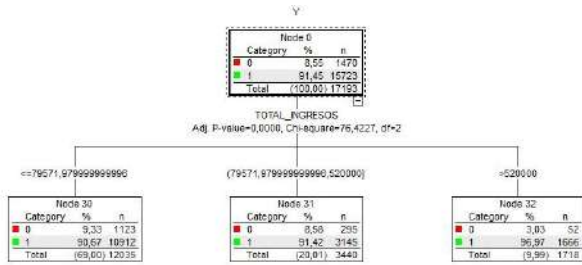 Y
Node 0
Category % n
0 8,55 1470
1 91,45 15723
Total (100,00) 17193
TOTAL_INGRESOS
Adj. P-value=0,0000, Chi-square=76,4227, df=2
<=79571,979999999996
(79571,979999999996,520000]
>520000
Node 30
Category % n
0 9,33 1123
1 90,67 10912
Total (69,00) 12035
Node 31
Category % n
0 8,58 295
1 91,42 3145
Total (20,01) 3440
Node 32
Category % n
0 3,03 52
1 96,97 1666
Total (9,99) 1718